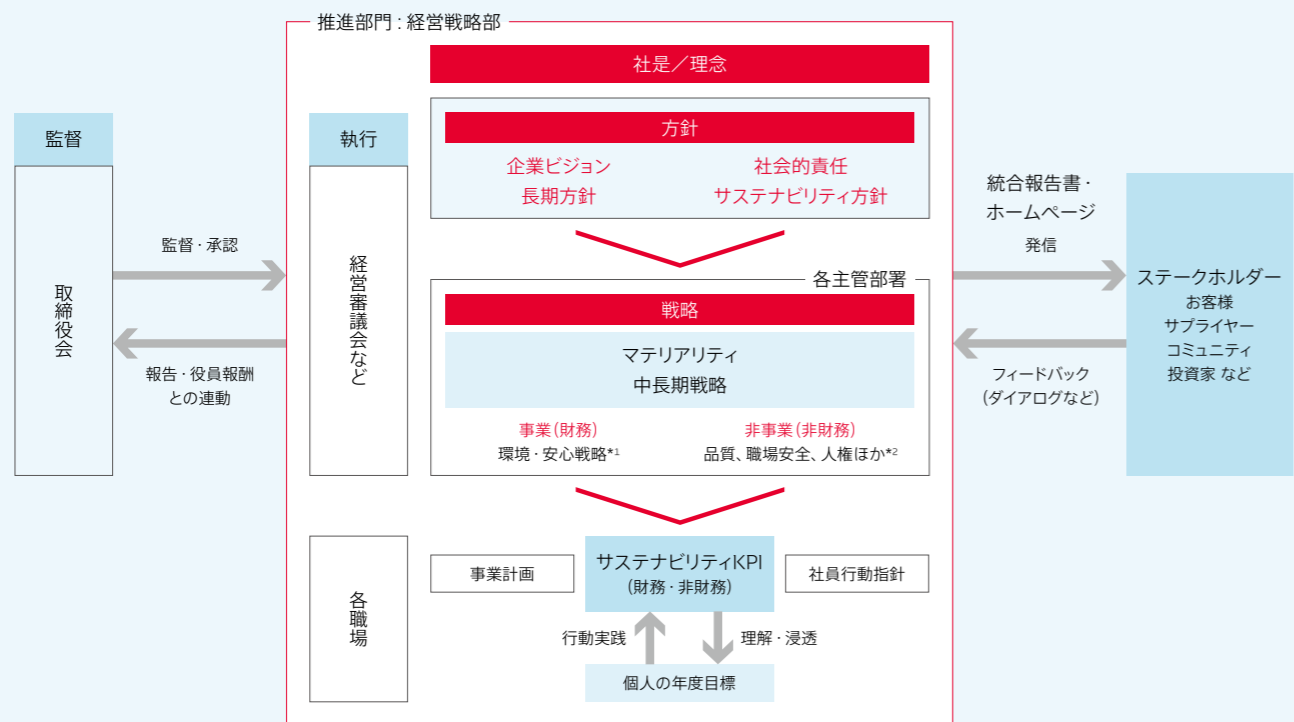 推進部門 : 経営戦略部
社是／理念
監督
執行
方針
企業ビジョン
長期方針
社会的責任
サステナビリティ方針
取締役会
監督・承認
報告・役員報酬
との連動
経営審議会など
各主管部署
戦略
マテリアリティ
中長期戦略
事業（財務）
環境・安心戦略*1
非事業（非財務）
品質、職場安全、人権ほか*2
統合報告書・
ホームページ
発信
フィードバック
（ダイアログなど）
ステークホルダー
お客様
サプライヤー
コミュニティ
投資家 など
各職場
事業計画
サステナビリティKPI
（財務・非財務）
社員行動指針
行動実践
理解・浸透
個人の年度目標